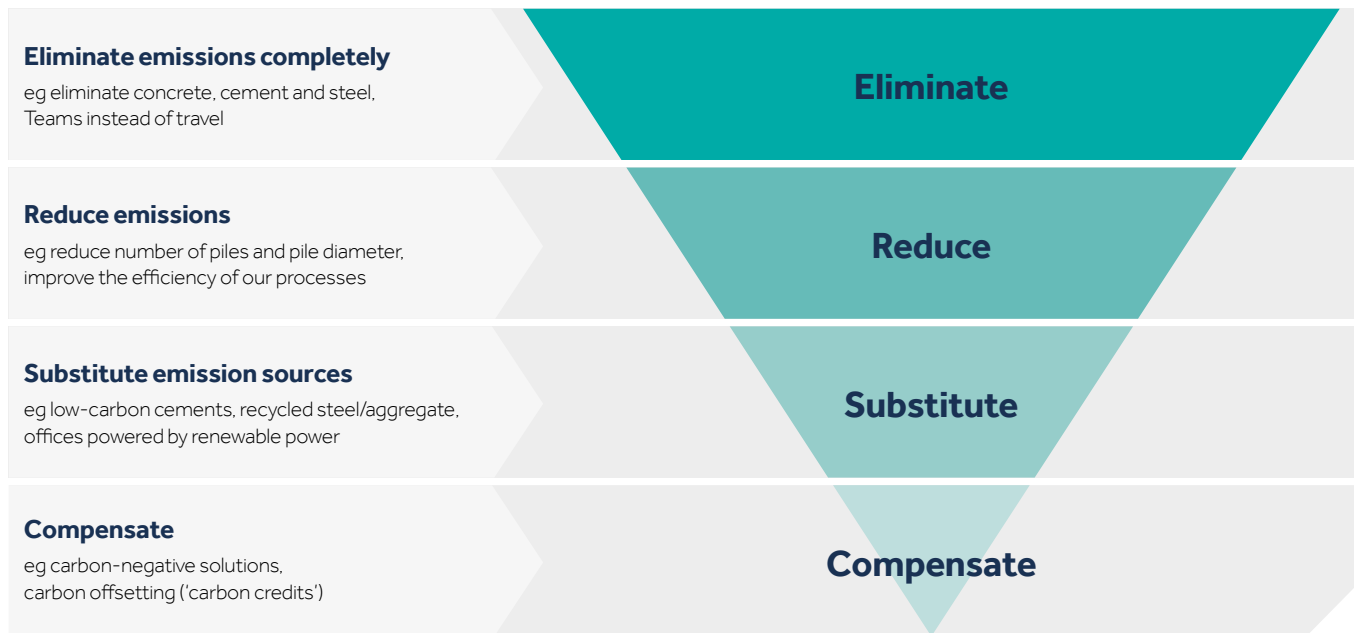 Eliminate emissions completely
eg eliminate concrete, cement and steel,
Teams instead of travel
Eliminate
Reduce emissions
eg reduce number of piles and pile diameter,
improve the efficiency of our processes
Reduce
Substitute emission sources
eg low-carbon cements, recycled steel/aggregate,
offices powered by renewable power
Substitute
Compensate
eg carbon-negative solutions,
carbon offsetting (‘carbon credits’)
Compensate